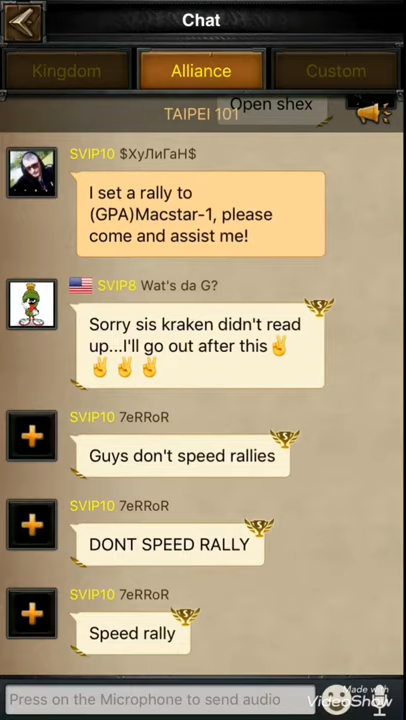 Chat
Kingdom
Alliance
Custom
Open shex
TAIPEI 101
SVIP10 $ХуЛиГаН$
I set a rally to
(GPA)Macstar-1, please
come and assist me!
SVIP8 Wat's da G?
Sorry sis kraken didn't read
up...I'll go out after this✌
✌✌✌
SVIP10 7eRRoR
Guys don't speed rallies
SVIP10 7eRRoR
DONT SPEED RALLY
SVIP10 7eRRoR
Speed rally
Press on the Microphone to send audio
Made with
VideoShow